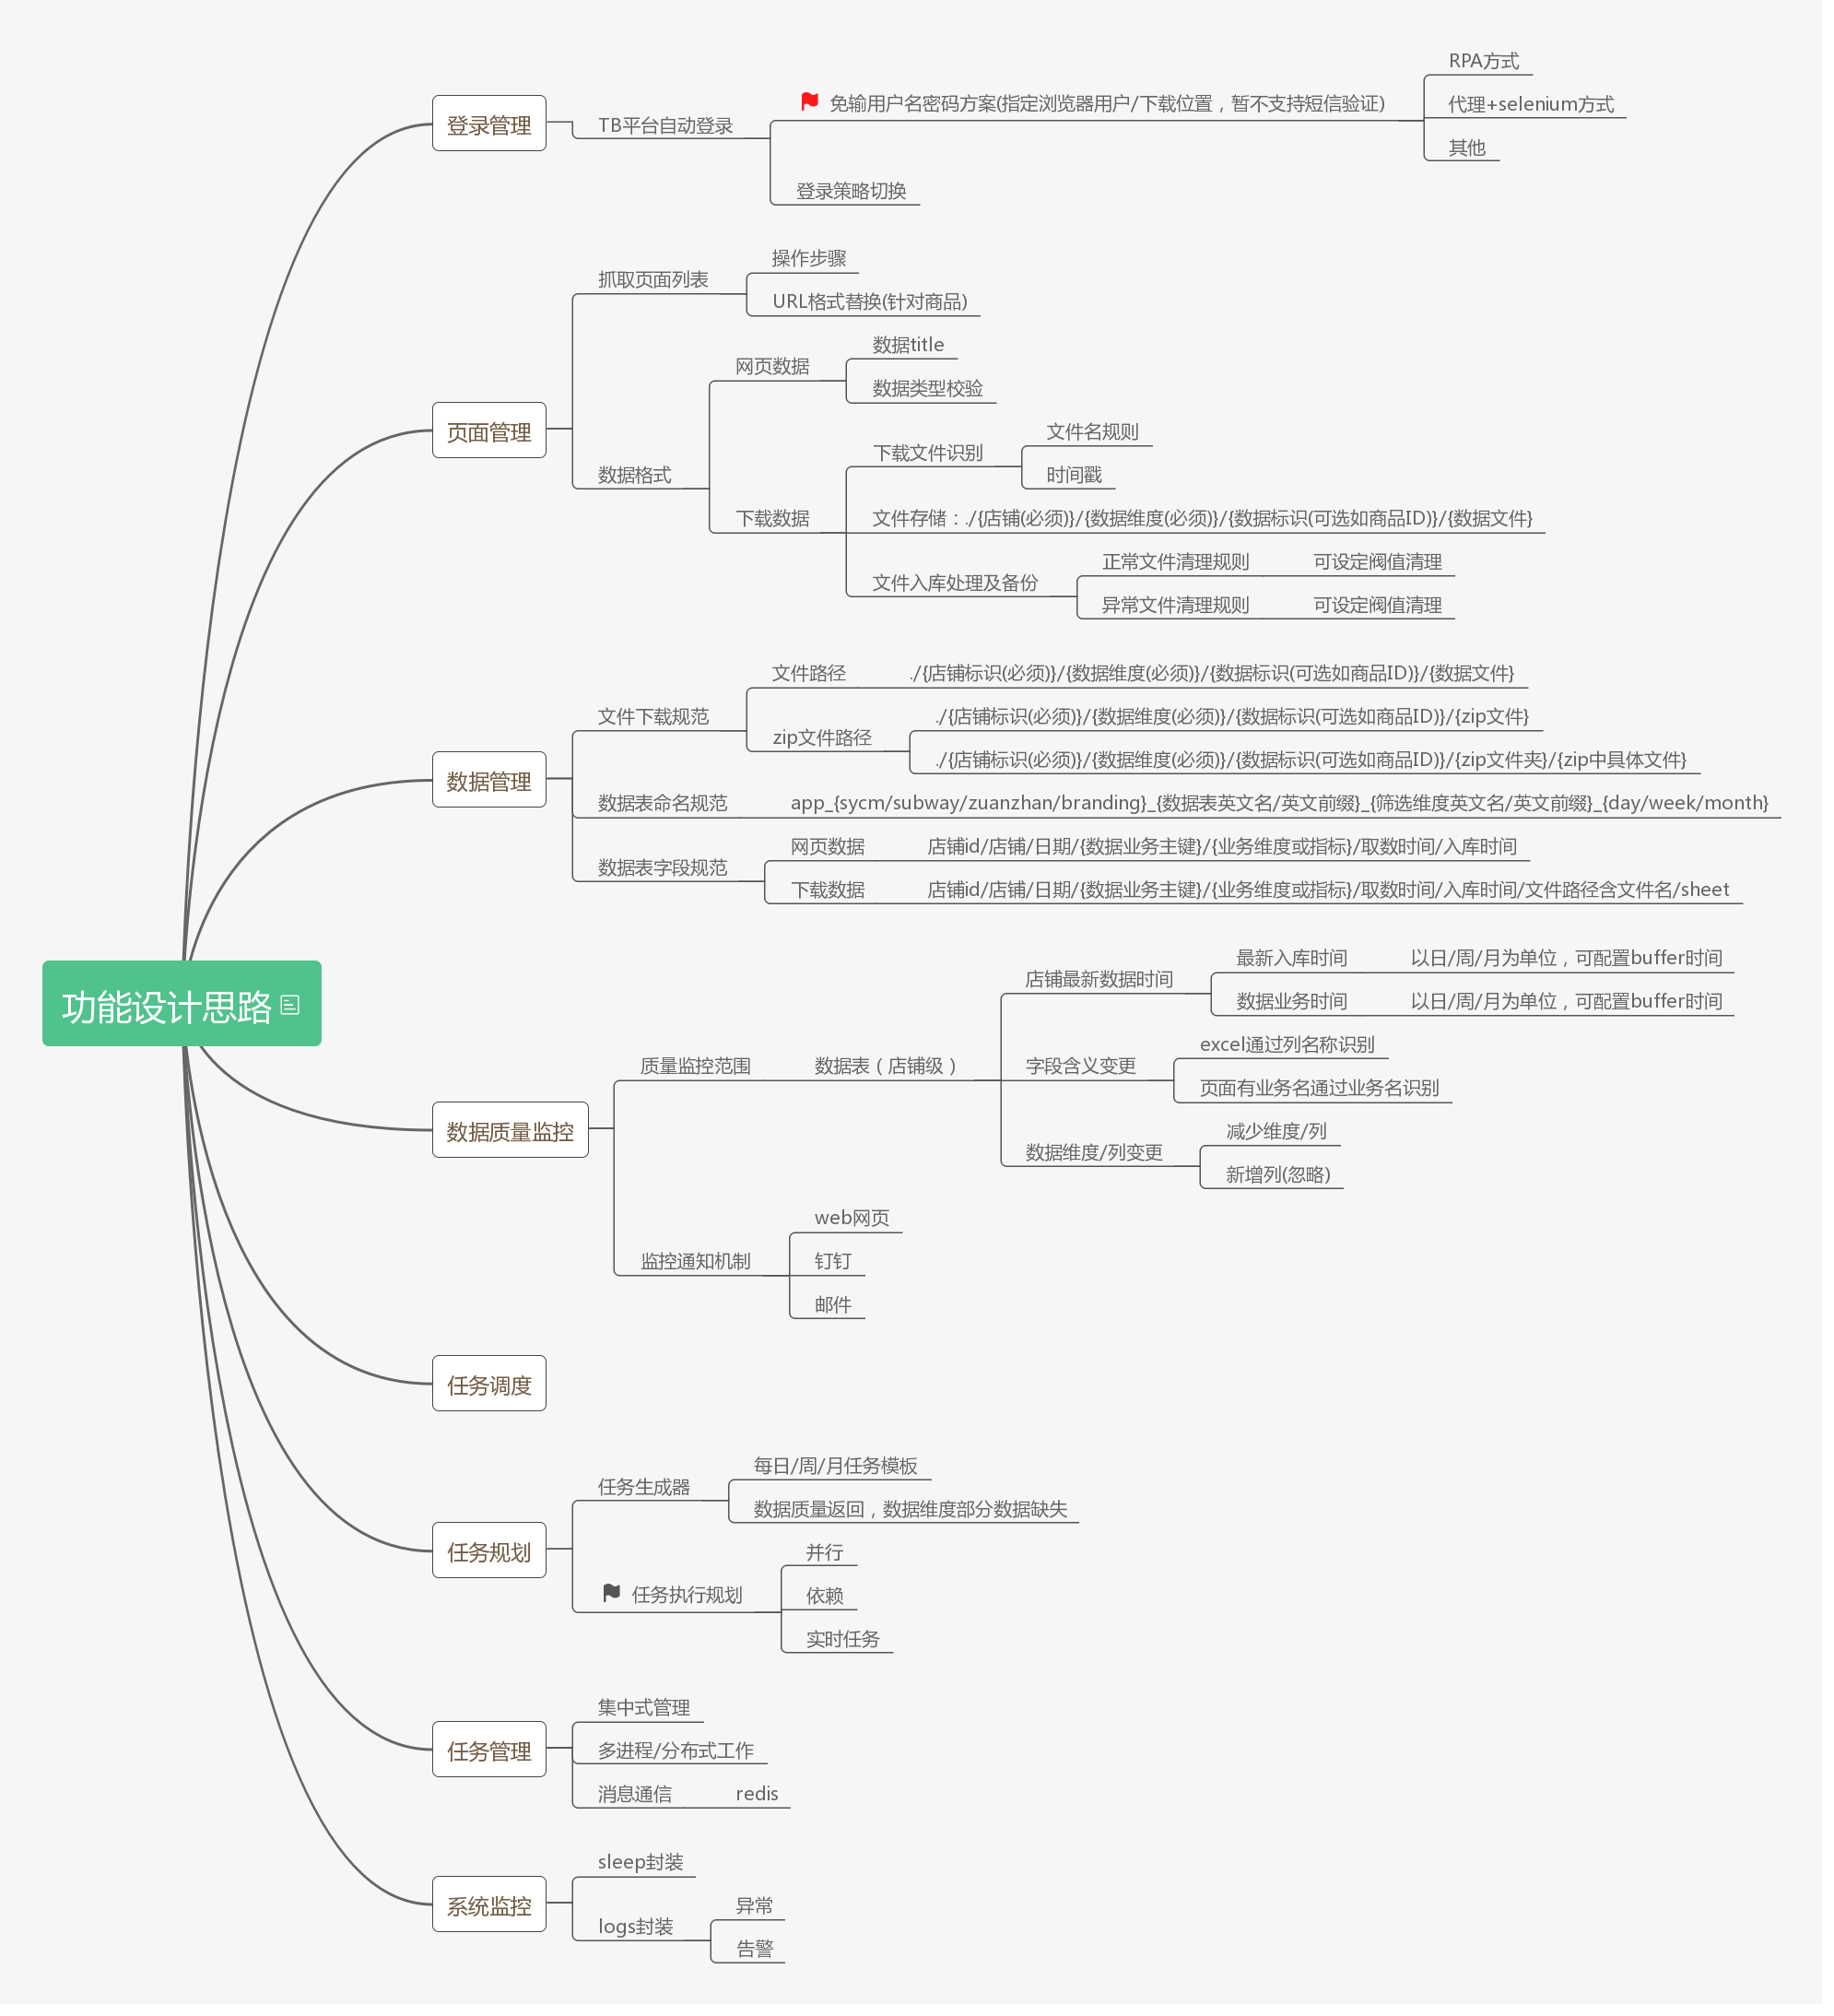 功能设计思路
登录管理
TB平台自动登录
免输用户名密码方案(指定浏览器用户/下载位置，暂不支持短信验证)
RPA方式
代理+selenium方式
其他
登录策略切换
页面管理
抓取页面列表
操作步骤
URL格式替换(针对商品)
数据格式
网页数据
数据title
数据类型校验
下载数据
下载文件识别
文件名规则
时间戳
文件存储：./{店铺(必须)}/{数据维度(必须)}/{数据标识(可选如商品ID)}/{数据文件}
文件入库处理及备份
正常文件清理规则
可设定阀值清理
异常文件清理规则
可设定阀值清理
数据管理
文件下载规范
文件路径
./{店铺标识(必须)}/{数据维度(必须)}/{数据标识(可选如商品ID)}/{数据文件}
zip文件路径
./{店铺标识(必须)}/{数据维度(必须)}/{数据标识(可选如商品ID)}/{zip文件}
./{店铺标识(必须)}/{数据维度(必须)}/{数据标识(可选如商品ID)}/{zip文件夹}/{zip中具体文件}
数据表命名规范
app_{sycm/subway/zuanzhan/branding}_{数据表英文名/英文前缀}_{筛选维度英文名/英文前缀}_{day/week/month}
数据表字段规范
网页数据
店铺id/店铺/日期/{数据业务主键}/{业务维度或指标}/取数时间/入库时间
下载数据
店铺id/店铺/日期/{数据业务主键}/{业务维度或指标}/取数时间/入库时间/文件路径含文件名/sheet
数据质量监控
质量监控范围
数据表（店铺级）
店铺最新数据时间
最新入库时间
以日/周/月为单位，可配置buffer时间
数据业务时间
以日/周/月为单位，可配置buffer时间
字段含义变更
excel通过列名称识别
页面有业务名通过业务名识别
数据维度/列变更
减少维度/列
新增列(忽略)
监控通知机制
web网页
钉钉
邮件
任务调度
任务规划
任务生成器
每日/周/月任务模板
数据质量返回，数据维度部分数据缺失
任务执行规划
并行
依赖
实时任务
任务管理
集中式管理
多进程/分布式工作
消息通信
redis
系统监控
sleep封装
logs封装
异常
告警